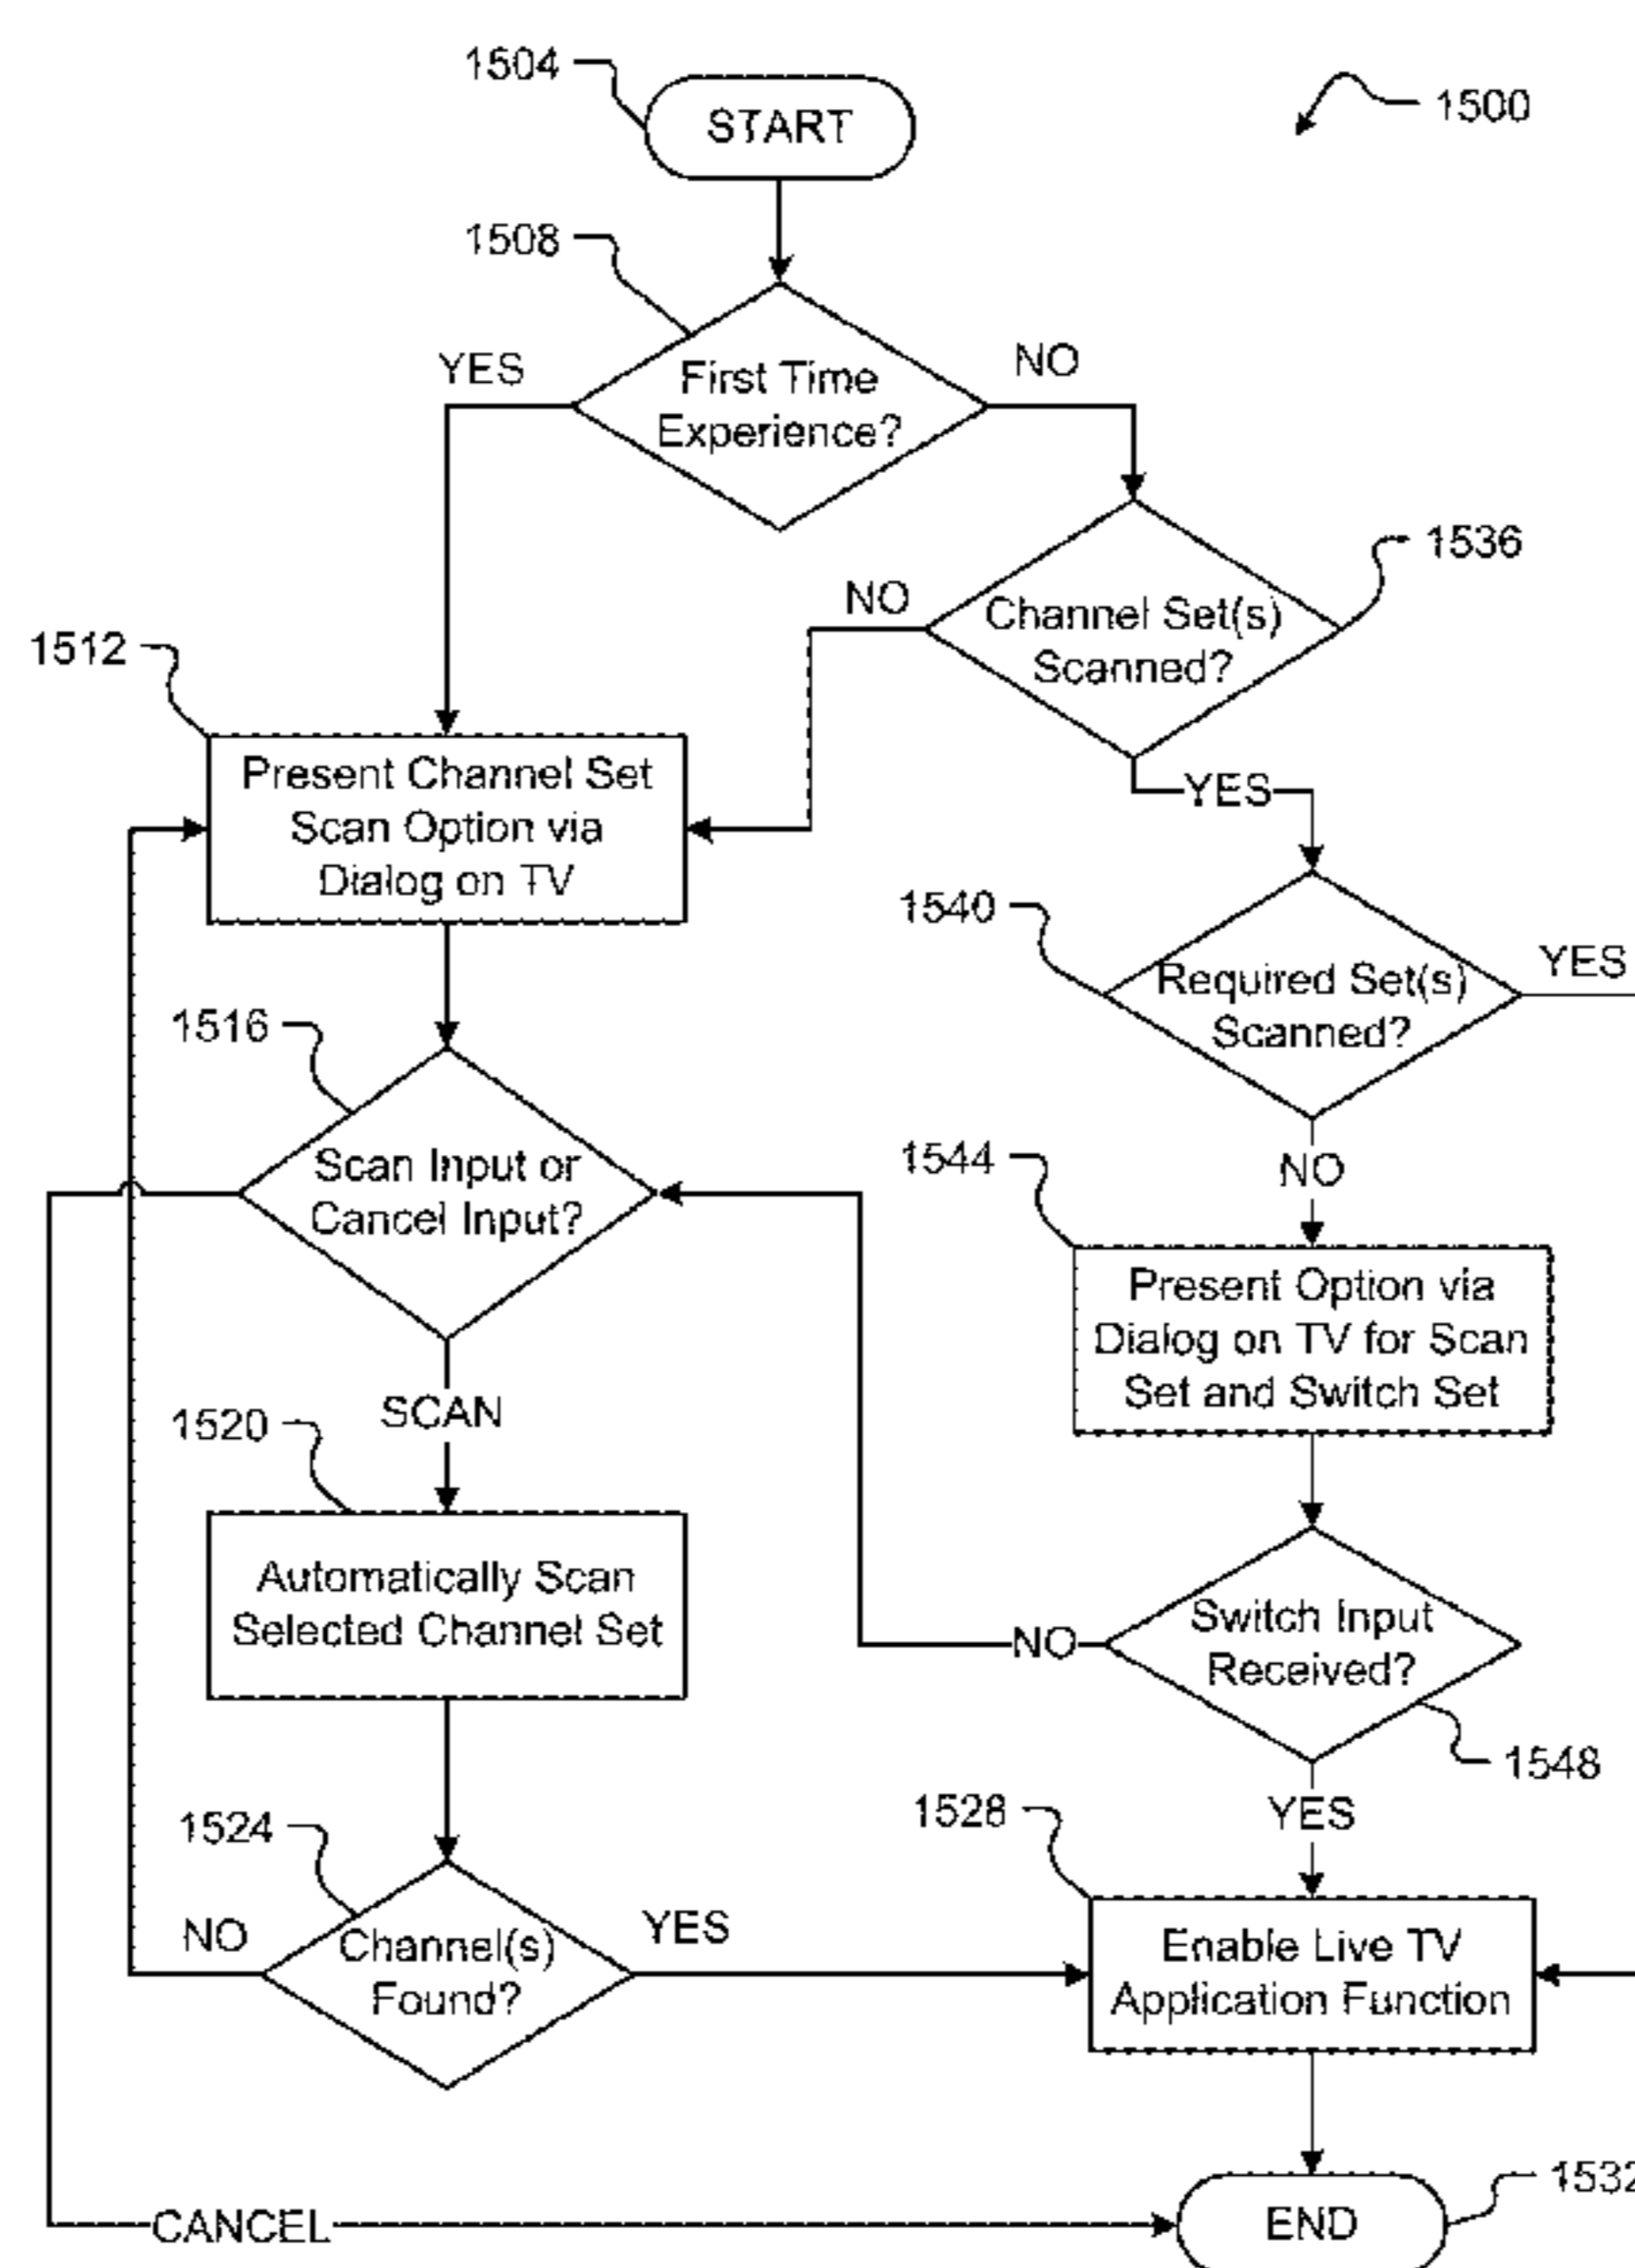 1504
START
1500
1508
YES
First Time
Experience?
NO
1536
NO
Channel Set(s)
Scanned?
1512
Present Channel Set
Scan Option via
Dialog on TV
YES
1540
Required Set(s)
Scanned?
YES
1516
Scan Input or
Cancel Input?
1544
NO
Present Option via
Dialog on TV for Scan
Set and Switch Set
SCAN
1520
Automatically Scan
Selected Channel Set
NO
Switch Input
Received?
1548
1524
NO
Channel(s)
Found?
YES
YES
1528
Enable Live TV
Application Function
1532
CANCEL
END